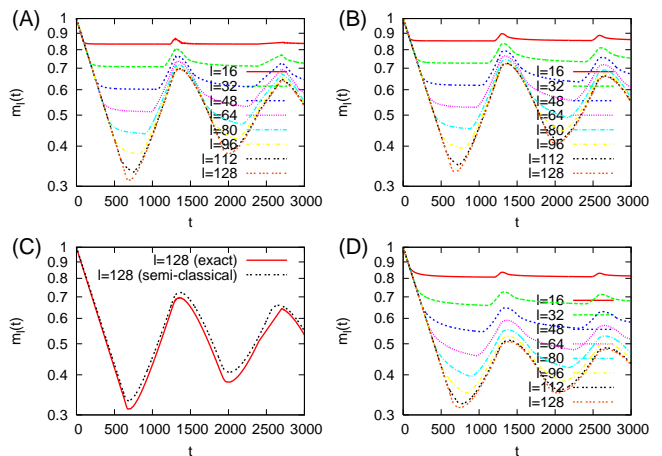 (A)
1
0.9
0.8
0.7
0.6
0.5
0.4
0.3
m_l(t)
l=16
l=32
l=48
l=64
l=80
l=96
l=112
l=128
0 500 1000 1500 2000 2500 3000
t
(B)
1
0.9
0.8
0.7
0.6
0.5
0.4
0.3
m_l(t)
l=16
l=32
l=48
l=64
l=80
l=96
l=112
l=128
0 500 1000 1500 2000 2500 3000
t
(C)
1
0.9
0.8
0.7
0.6
0.5
0.4
0.3
m_l(t)
l=128 (exact)
l=128 (semi-classical)
0 500 1000 1500 2000 2500 3000
t
(D)
1
0.9
0.8
0.7
0.6
0.5
0.4
0.3
m_l(t)
l=16
l=32
l=48
l=64
l=80
l=96
l=112
l=128
0 500 1000 1500 2000 2500 3000
t